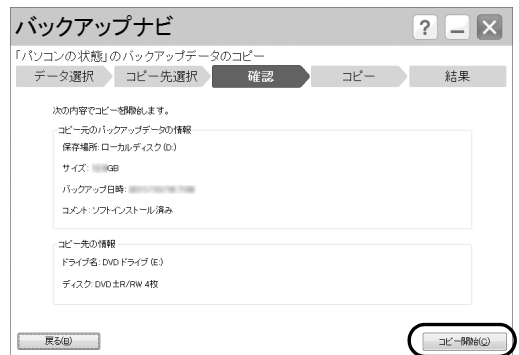 バックアップナビ
? − ×
「パソコンの状態」のバックアップデータのコピー
データ選択 コピー先選択 確認 コピー 結果
次の内容でコピーを開始します。
コピー元のバックアップデータの情報
保存場所: ローカルディスク (D:)
サイズ: GB
バックアップ日時:
コメント: ソフトインストール済み
コピー先の情報
ドライブ名: DVD ドライブ (E:)
ディスク: DVD±R/RW 4枚
戻る(B) コピー開始(C)